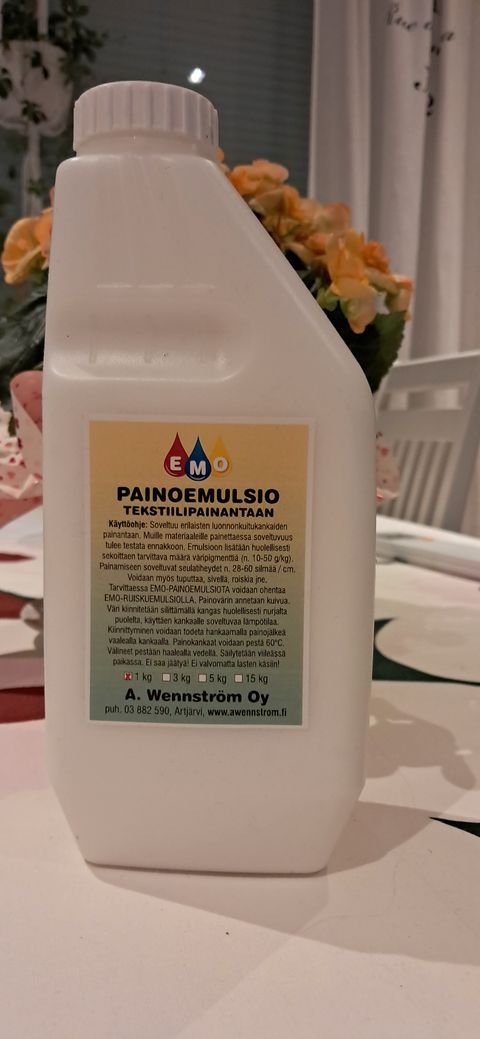 EMO
PAINOEMULSIO
TEKSTIILIPAINANTAAN
Käyttöohje: Soveltuu erilaisten luonnonkuitukankaiden
painantaan. Muille materiaaleille painettaessa soveltuvuus
tulee testata ennakkoon. Emulsioon lisätään huolellisesti
sekoittaen tarvittava määrä väripigmenttiä (n. 10-50 g/kg).
Painamiseen soveltuvat seulatiheydet n. 28-60 silmää / cm.
Voidaan myös tuputtaa, sivellä, roiskia jne.
Tarvittaessa EMO-PAINOEMULSIOTA voidaan ohentaa
EMO-RUISKUEMULSIOLLA. Painovärin annetaan kuivua.
Väri kiinnitetään silittämällä kangas huolellisesti nurjalta
puolelta, käyttäen kankaalle soveltuvaa lämpötilaa.
Kiinnittyminen voidaan todeta hankaamalla painojälkeä
vaalealla kankaalla. Painokankaat voidaan pestä 60°C.
Välineet pestään haalealla vedellä. Säilytetään viileässä
paikassa. Ei saa jäätyä! Ei valvomatta lasten käsiin!
☒ 1 kg ☐ 3 kg ☐ 5 kg ☐ 15 kg
A. Wennström Oy
puh. 03 882 590, Artjärvi, www.awennstrom.fi